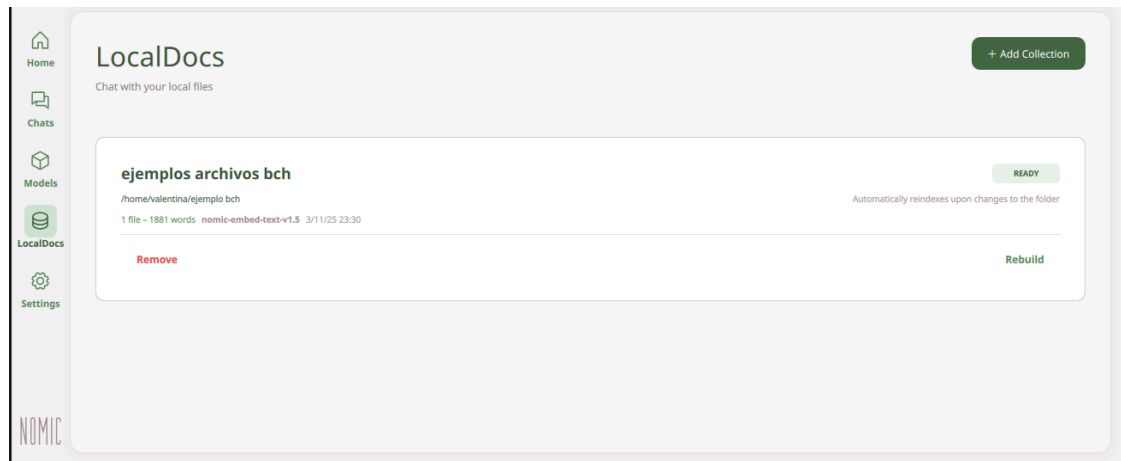 Home
Chats
Models
LocalDocs
Settings
NOMIC
LocalDocs
+ Add Collection
Chat with your local files
ejemplos archivos bch
READY
/home/valentina/ejemplo bch
Automatically reindexes upon changes to the folder
1 file – 1881 words nomic-embed-text-v1.5 3/11/25 23:30
Remove
Rebuild